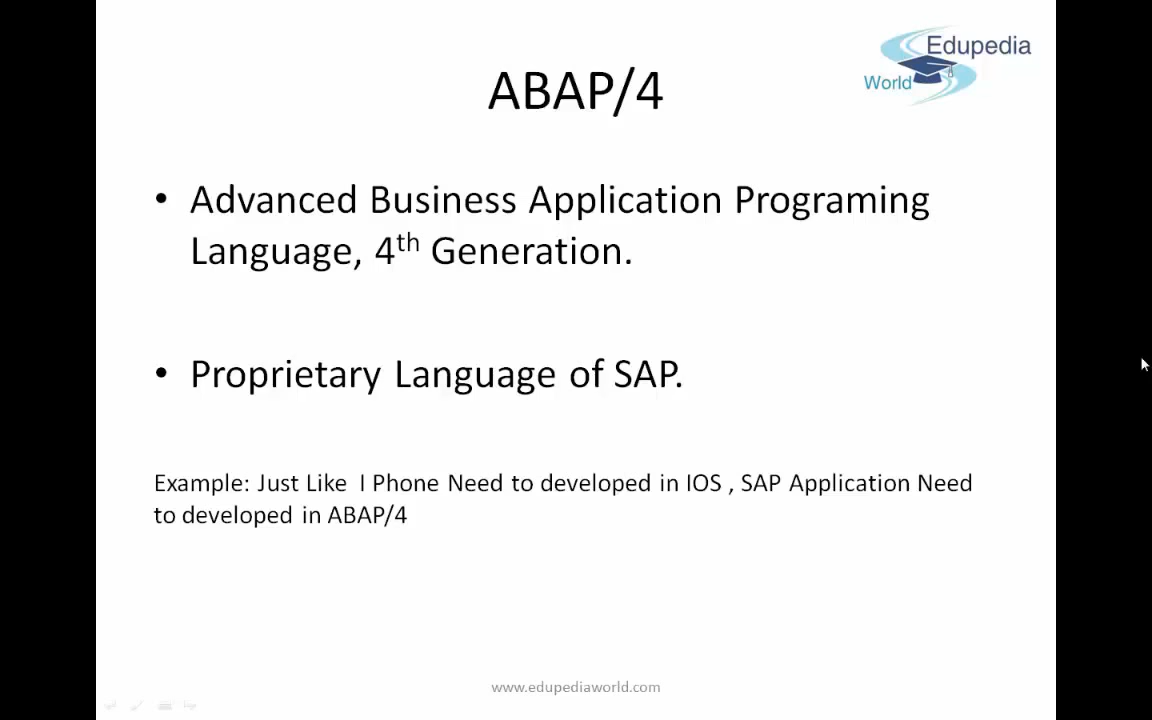 Edupedia
World
ABAP/4
• Advanced Business Application Programing
Language, 4th Generation.
• Proprietary Language of SAP.
Example: Just Like I Phone Need to developed in IOS , SAP Application Need
to developed in ABAP/4
www.edupediaworld.com